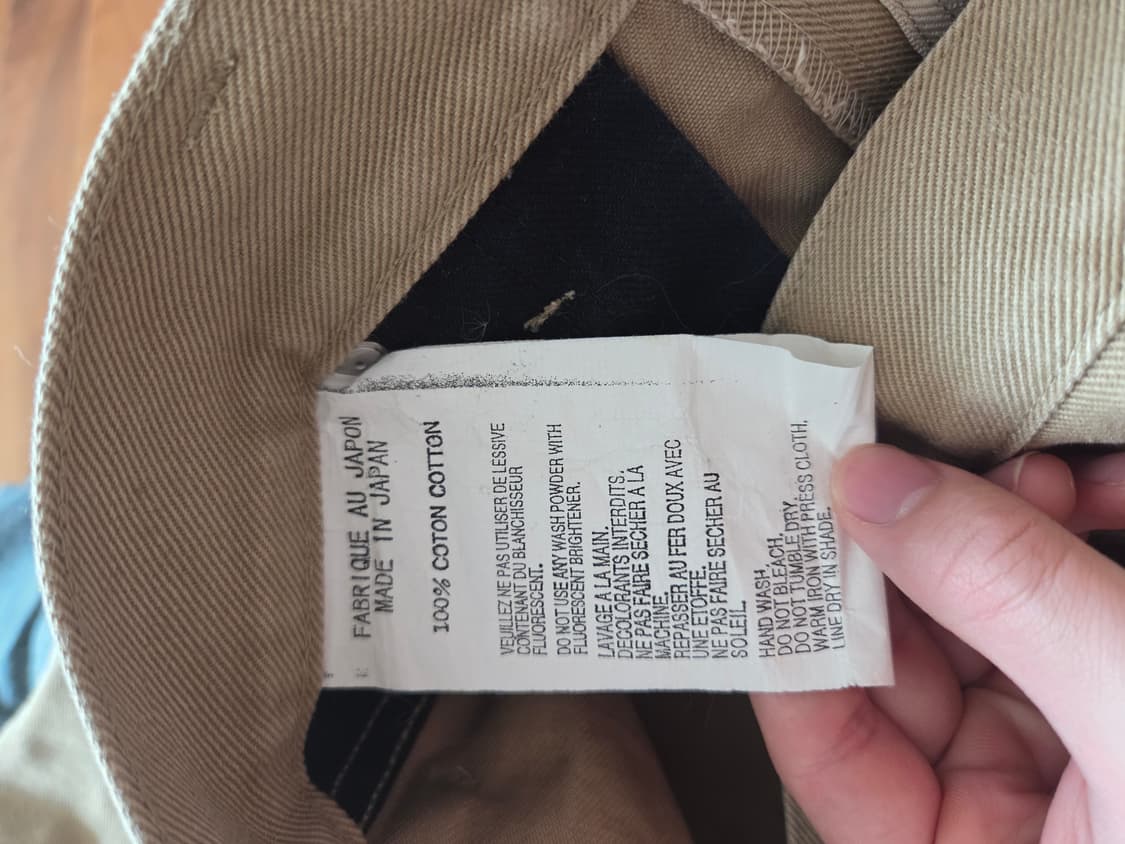 FABRIQUE AU JAPON
MADE IN JAPAN
100% COTON COTTON
VEUILLEZ NE PAS UTILISER DE LESSIVE
CONTENANT DU BLANCHISSEUR
FLUORESCENT.
DO NOT USE ANY WASH POWDER WITH
FLUORESCENT BRIGHTENER.
LAVAGE A LA MAIN.
DECOLORANTS INTERDITS.
NE PAS FAIRE SECHER A LA
MACHINE.
REPASSER AU FER DOUX AVEC
UNE ETOFFE.
NE PAS FAIRE SECHER AU
SOLEIL.
HAND WASH.
DO NOT BLEACH.
DO NOT TUMBLE DRY.
WARM IRON WITH PRESS CLOTH.
LINE DRY IN SHADE.